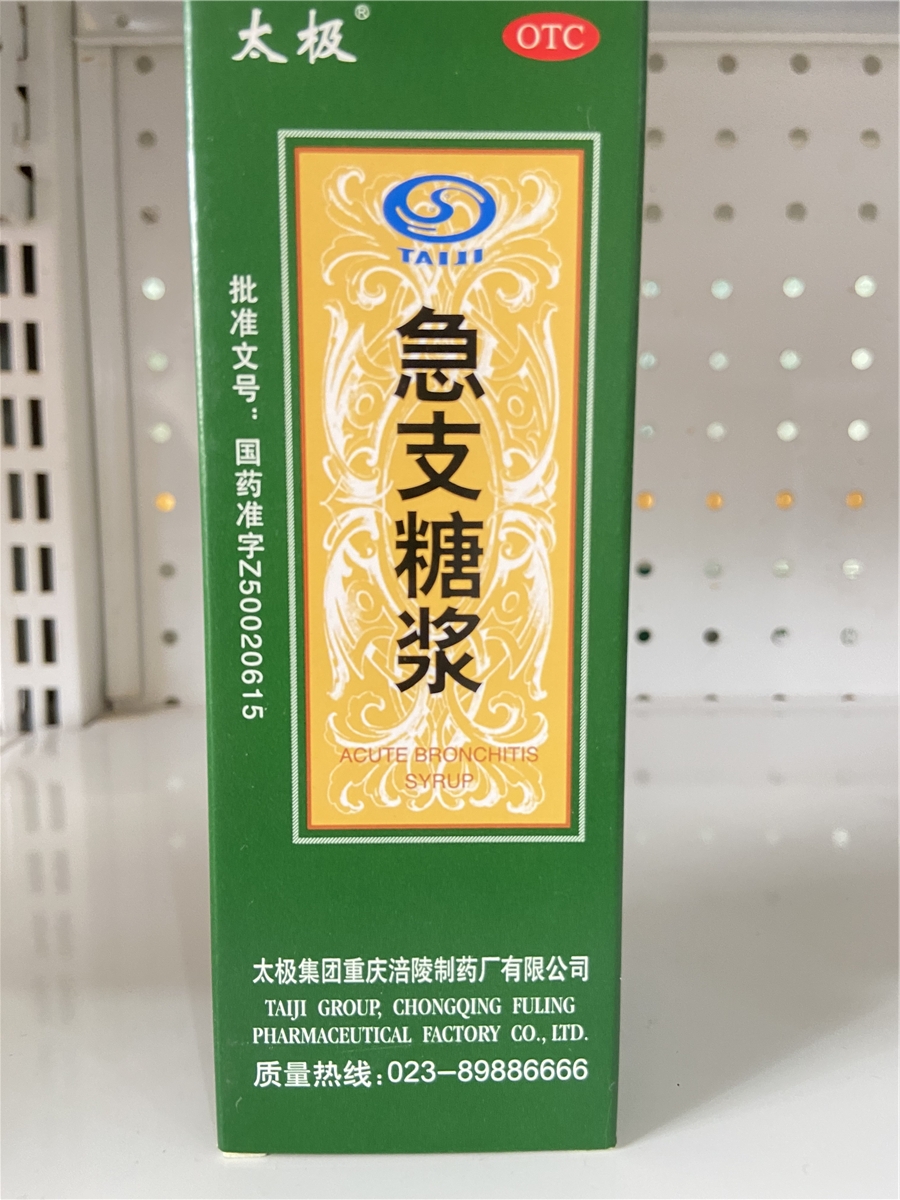 太极®
OTC
TAIJI
批准文号：国药准字Z50020615
急支糖浆
ACUTE BRONCHITIS
SYRUP
太极集团重庆涪陵制药厂有限公司
TAIJI GROUP, CHONGQING FULING
PHARMACEUTICAL FACTORY CO., LTD.
质量热线：023—89886666